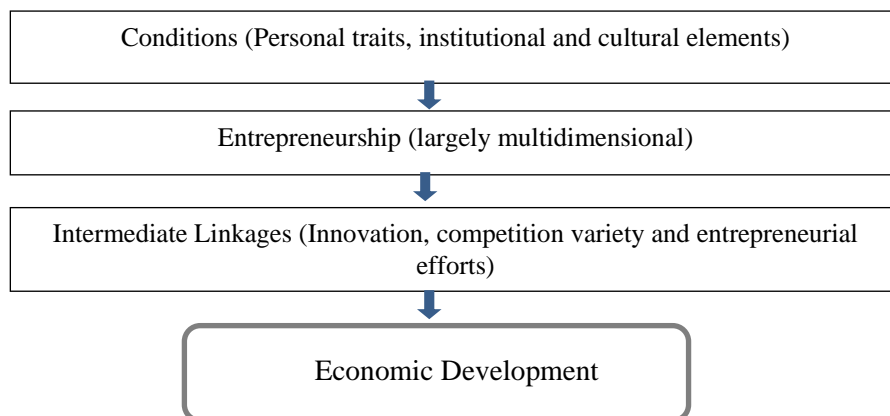 Conditions (Personal traits, institutional and cultural elements)
Entrepreneurship (largely multidimensional)
Intermediate Linkages (Innovation, competition variety and entrepreneurial
efforts)
Economic Development